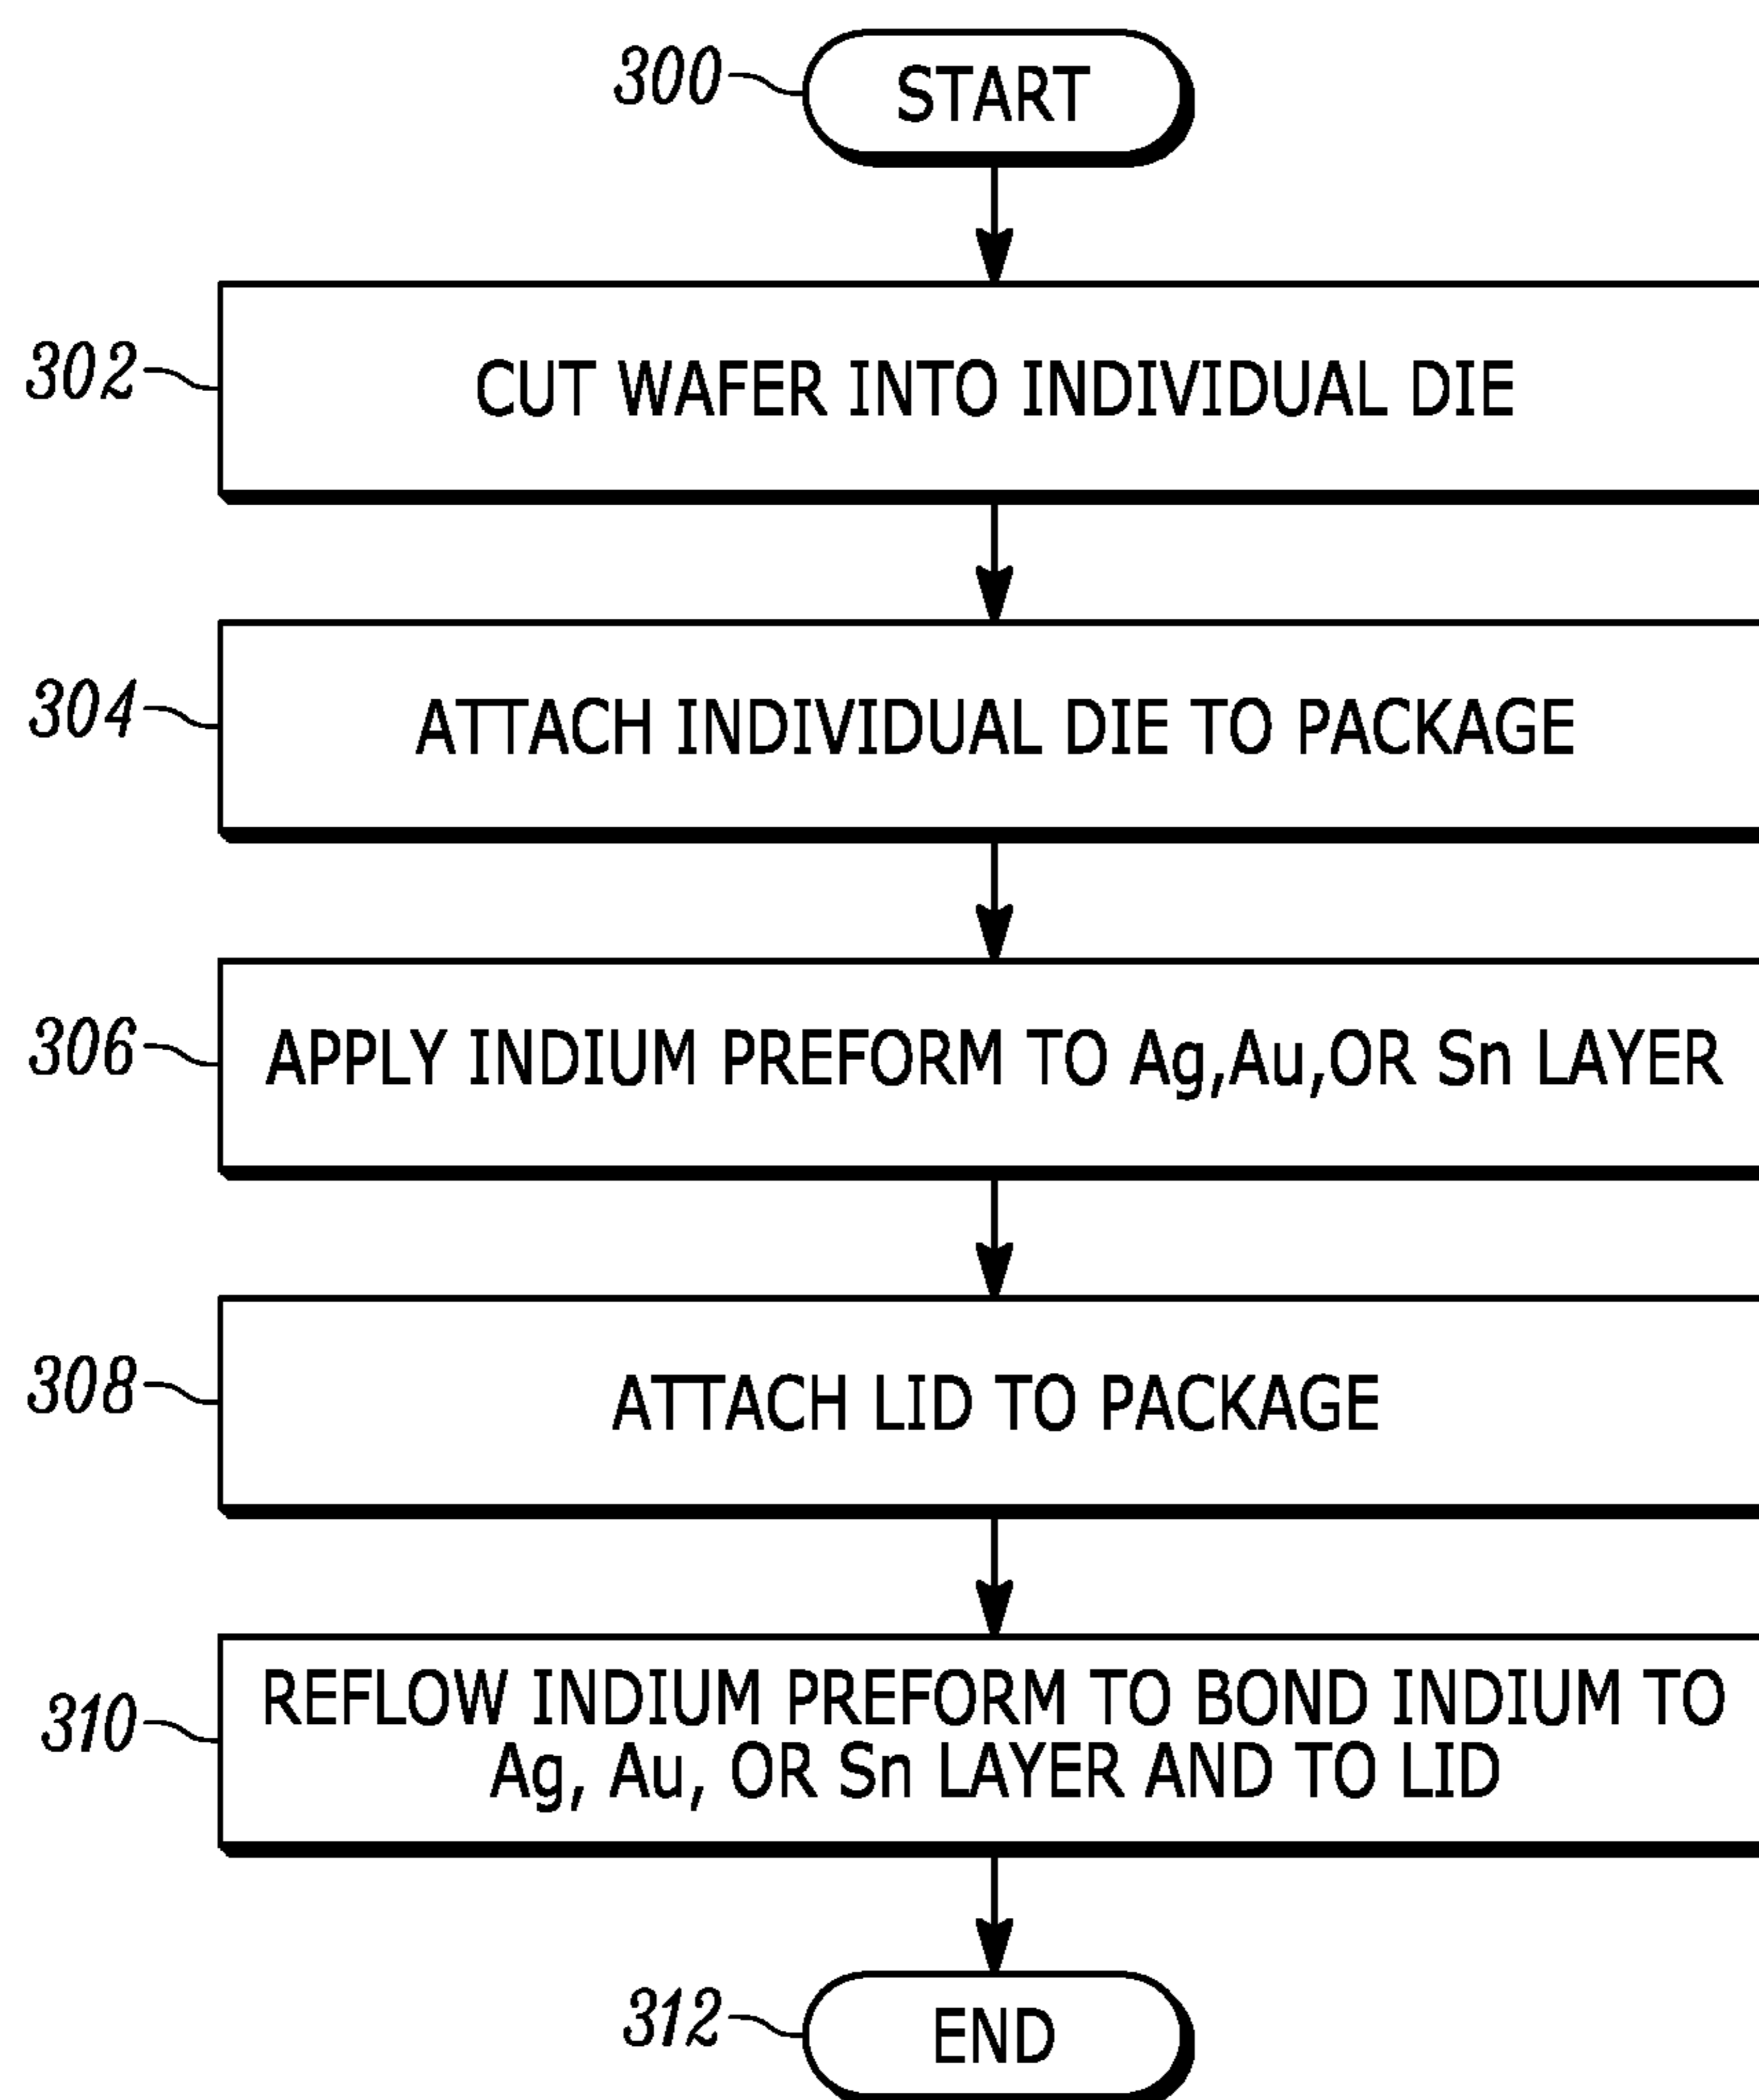 300
START
302
CUT WAFER INTO INDIVIDUAL DIE
304
ATTACH INDIVIDUAL DIE TO PACKAGE
306
APPLY INDIUM PREFORM TO Ag,Au,OR Sn LAYER
308
ATTACH LID TO PACKAGE
310
REFLOW INDIUM PREFORM TO BOND INDIUM TO
Ag, Au, OR Sn LAYER AND TO LID
312
END